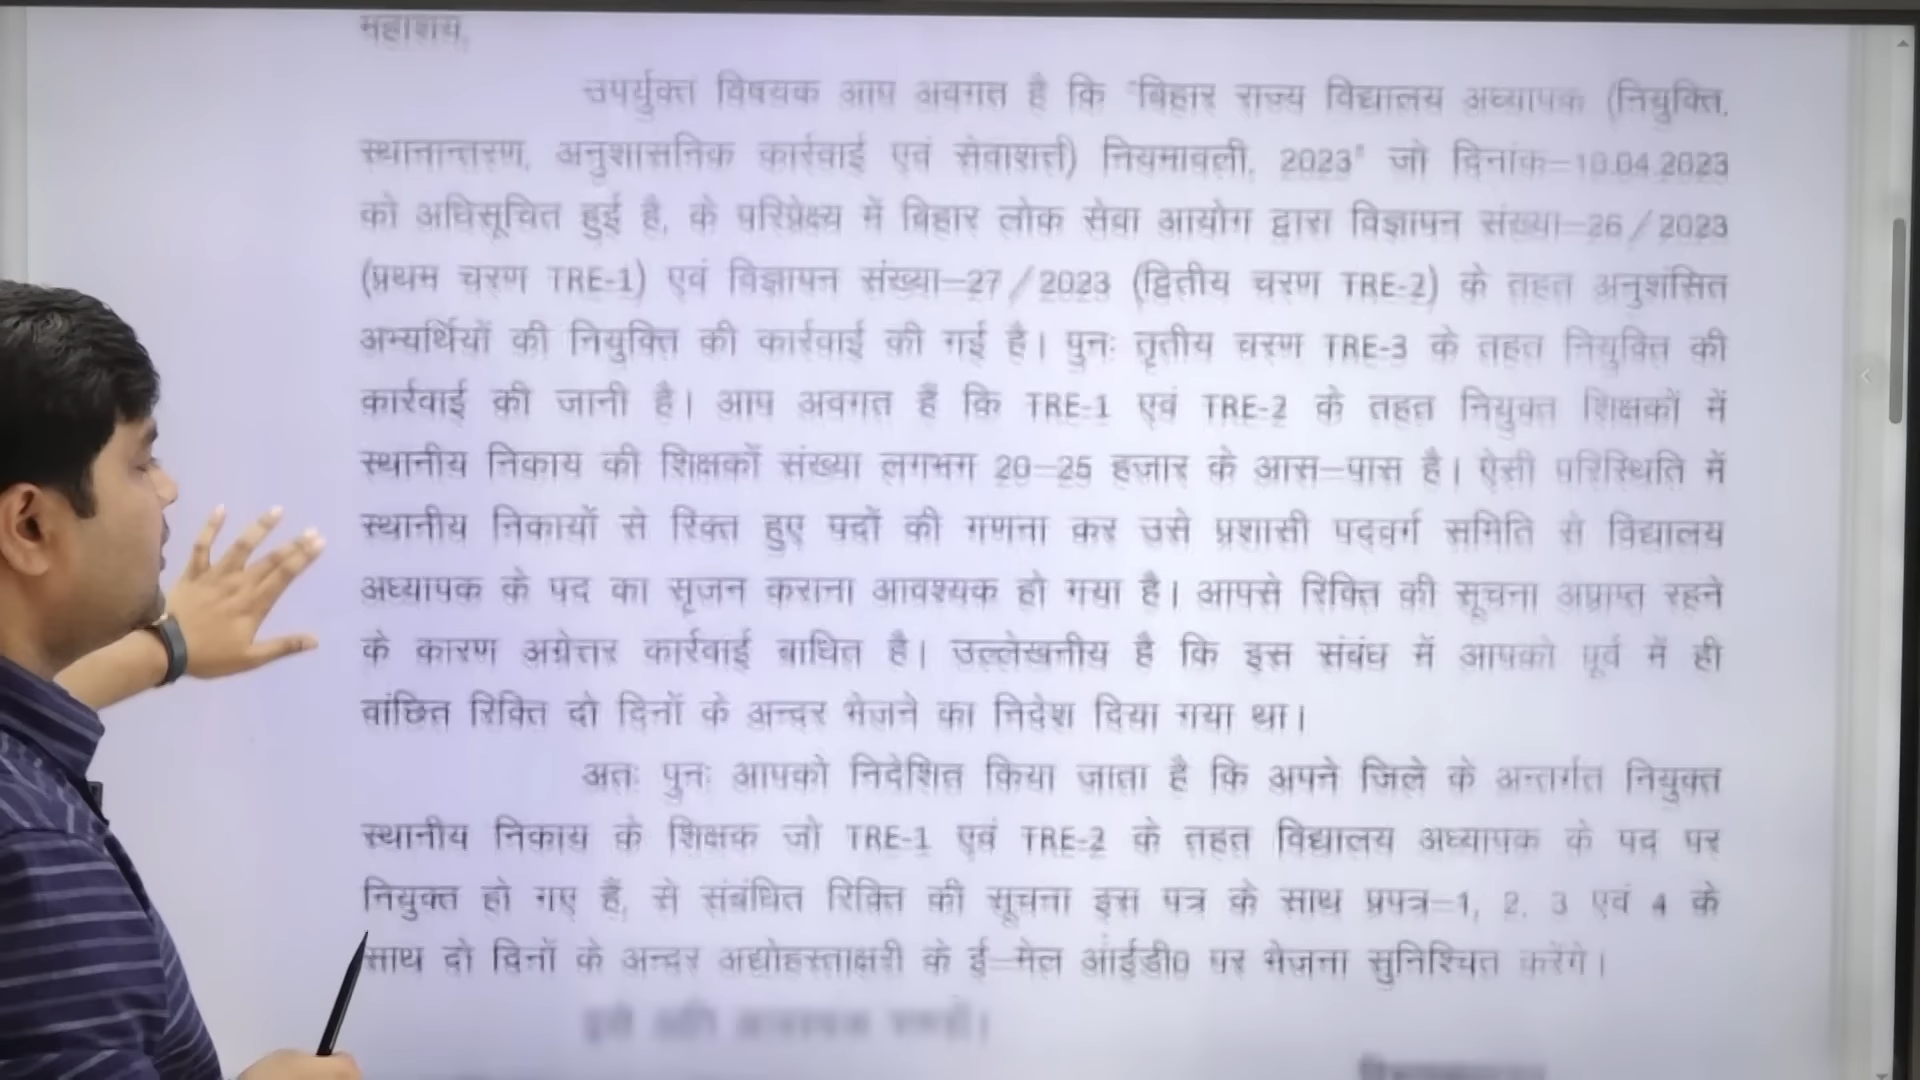 महाशय,
उपर्युक्त विषयक आप अवगत है कि "बिहार राज्य विद्यालय अध्यापक (नियुक्ति,
स्थानान्तरण, अनुशासनिक कार्रवाई एवं सेवाशर्त्त) नियमावली, 2023" जो दिनांक–10.04.2023
को अधिसूचित हुई है, के परिप्रेक्ष्य में बिहार लोक सेवा आयोग द्वारा विज्ञापन संख्या–26/2023
(प्रथम चरण TRE-1) एवं विज्ञापन संख्या–27/2023 (द्वितीय चरण TRE-2) के तहत अनुशंसित
अभ्यर्थियों की नियुक्ति की कार्रवाई की गई है। पुनः तृतीय चरण TRE-3 के तहत नियुक्ति की
कार्रवाई की जानी है। आप अवगत हैं कि TRE-1 एवं TRE-2 के तहत नियुक्त शिक्षकों में
स्थानीय निकाय की शिक्षकों संख्या लगभग 20–25 हजार के आस–पास है। ऐसी परिस्थिति में
स्थानीय निकायों से रिक्त हुए पदों की गणना कर उसे प्रशासी पदवर्ग समिति से विद्यालय
अध्यापक के पद का सृजन कराना आवश्यक हो गया है। आपसे रिक्ति की सूचना अप्राप्त रहने
के कारण अग्रेत्तर कार्रवाई बाधित है। उल्लेखनीय है कि इस संबंध में आपको पूर्व में ही
वांछित रिक्ति दो दिनों के अन्दर भेजने का निदेश दिया गया था।
अतः पुनः आपको निदेशित किया जाता है कि अपने जिले के अन्तर्गत नियुक्त
स्थानीय निकाय के शिक्षक जो TRE-1 एवं TRE-2 के तहत विद्यालय अध्यापक के पद पर
नियुक्त हो गए हैं, से संबंधित रिक्ति की सूचना इस पत्र के साथ प्रपत्र–1, 2, 3 एवं 4 के
साथ दो दिनों के अन्दर अद्योहस्ताक्षरी के ई–मेल आंईडी0 पर भेजना सुनिश्चित करेंगे।